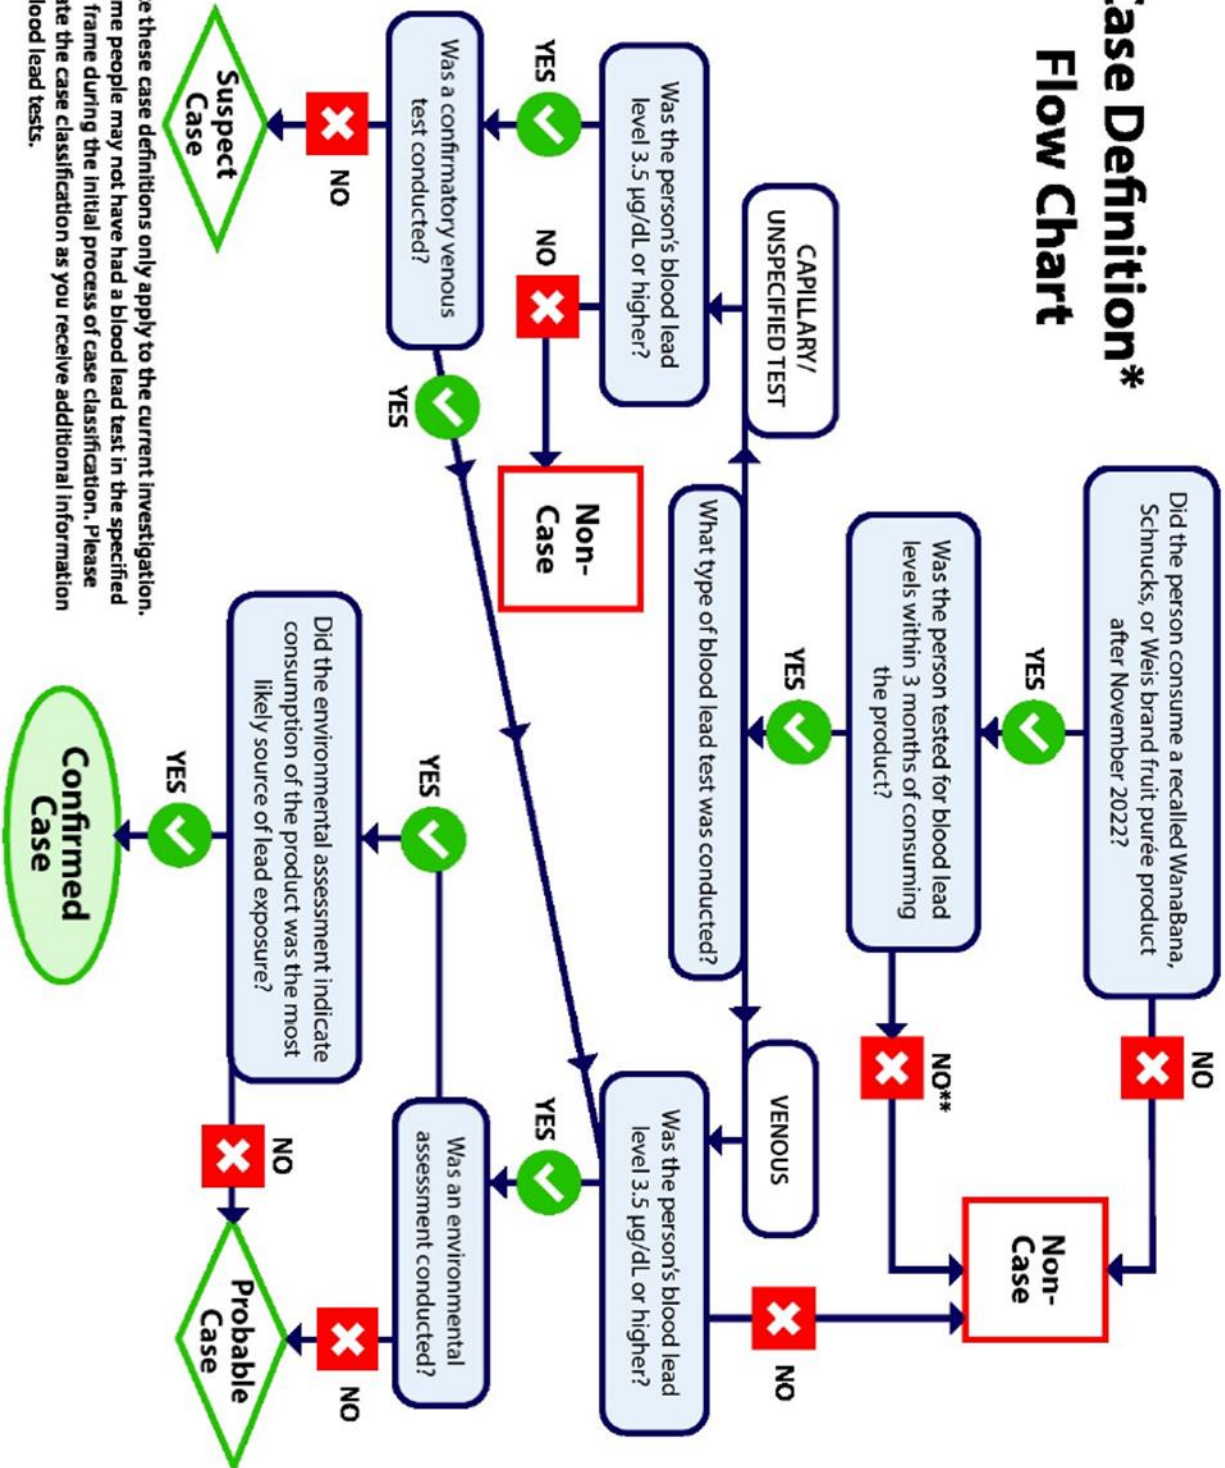 Case Definition*
Flow Chart
Did the person consume a recalled WanaBana,
Schnucks, or Weis brand fruit purée product
after November 2022?
NO
YES
Was the person tested for blood lead
levels within 3 months of consuming
the product?
NO**
Non-
Case
YES
What type of blood lead test was conducted?
CAPILLARY/
UNSPECIFIED TEST
VENOUS
NO
Was the person's blood lead
level 3.5 µg/dL or higher?
Was the person's blood lead
level 3.5 µg/dL or higher?
YES
NO
Non-
Case
YES
Was a confirmatory venous
test conducted?
YES
Was an environmental
assessment conducted?
YES
NO
NO
Suspect
Case
Did the environmental assessment indicate
consumption of the product was the most
likely source of lead exposure?
NO
Probable
Case
YES
Confirmed
Case
these case definitions only apply to the current investigation.
people may not have had a blood lead test in the specified
frame during the initial process of case classification. Please
the case classification as you receive additional information
lead tests.